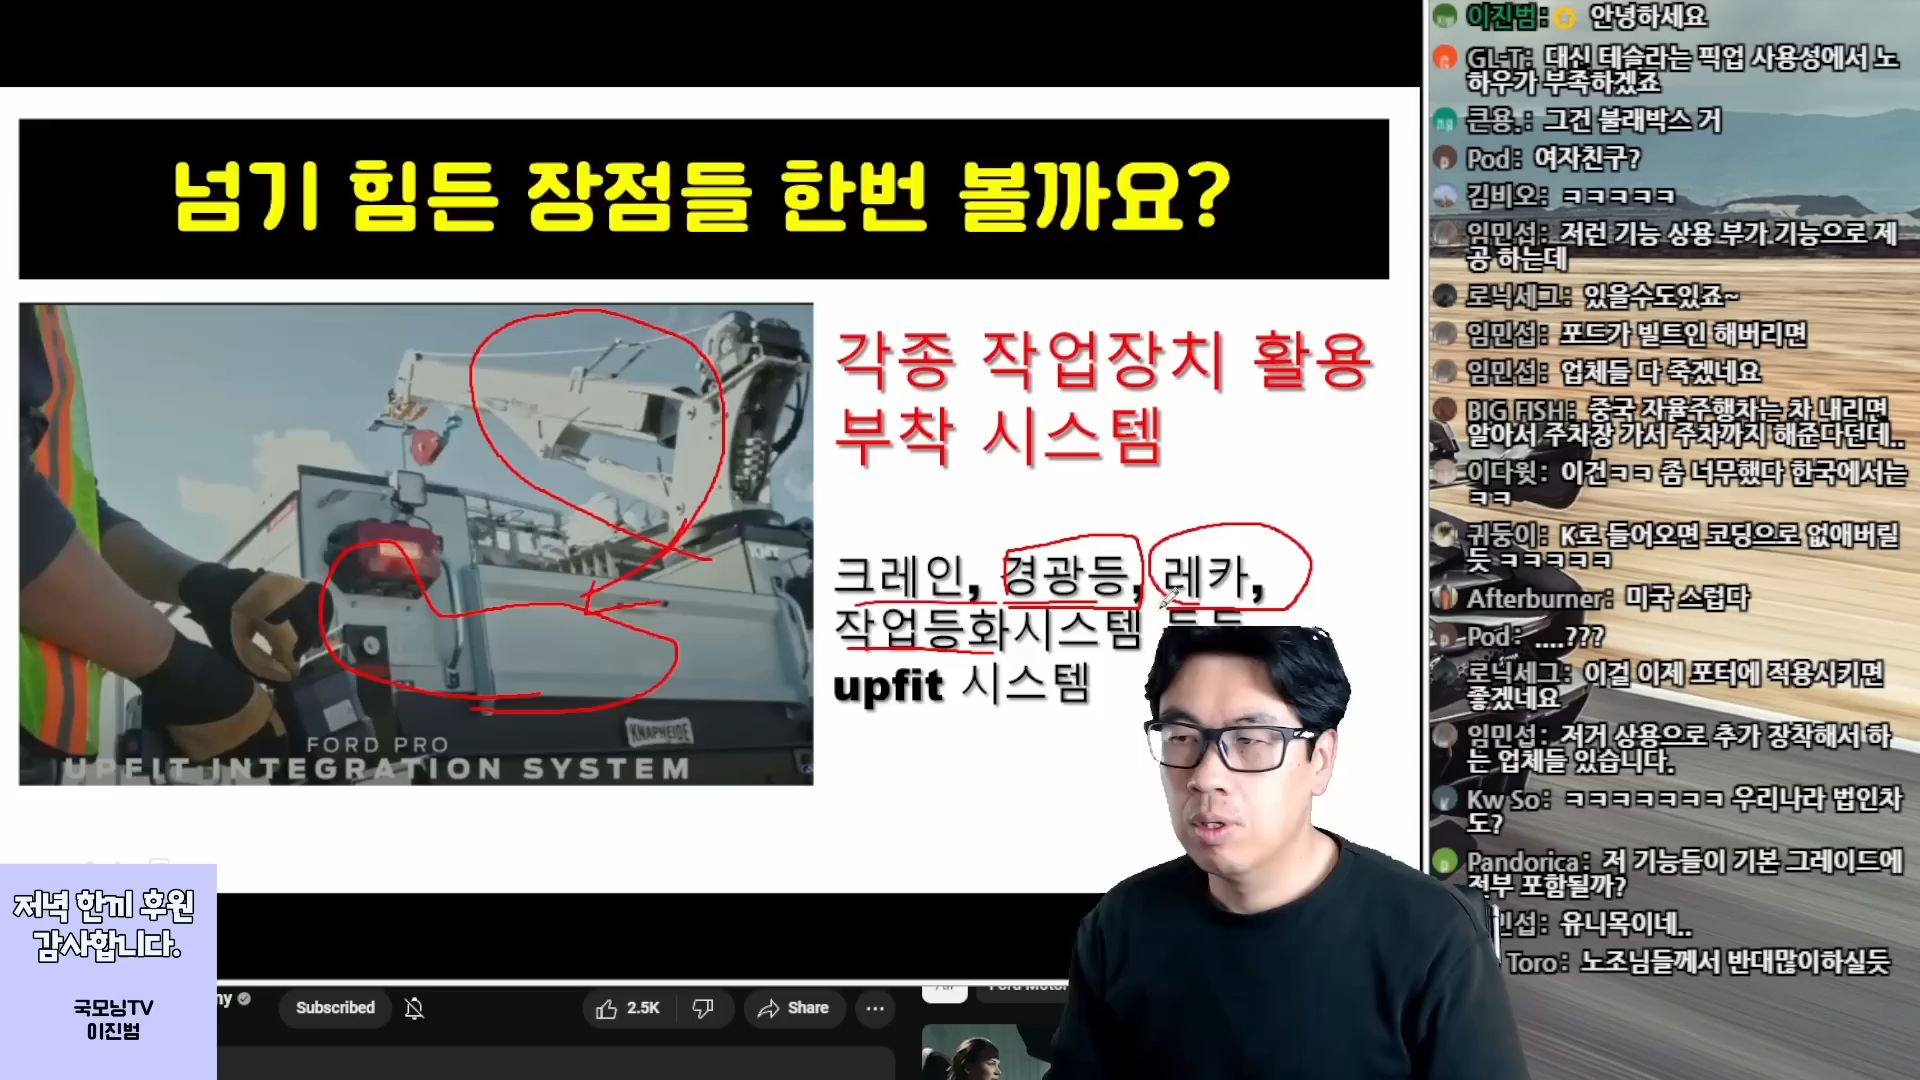 넘기 힘든 장점들 한번 볼까요?
각종 작업장치 활용
부착 시스템
크레인, 경광등, 레카,
작업등화시스템
upfit 시스템
KNAPHEIDE
FORD PRO
UPFIT INTEGRATION SYSTEM
저녁 한끼 후원
감사합니다.
국모닝TV
이진범
Subscribed
2.5K
Share
이진범: 안녕하세요
GL-T: 대신 테슬라는 픽업 사용성에서 노
하우가 부족하겠죠
큰용.: 그건 불래박스 거
Pod: 여자친구?
김비오: ㅋㅋㅋㅋㅋ
임민섭: 저런 기능 상용 부가 기능으로 제
공 하는데
로닉세그: 있을수도있죠~
임민섭: 포드가 빌트인 해버리면
임민섭: 업체들 다 죽겠네요
BIG FISH: 중국 자율주행차는 차 내리면
알아서 주차장 가서 주차까지 해준다던데..
이다윗: 이건ㅋㅋ 좀 너무했다 한국에서는
ㅋㅋ
귀둥이: K로 들어오면 코딩으로 없애버릴
듯 ㅋㅋㅋㅋㅋ
Afterburner: 미국 스럽다
Pod: ....???
로닉세그: 이걸 이제 포터에 적용시키면
좋겠네요
임민섭: 저거 상용으로 추가 장착해서 하
는 업체들 있습니다.
Kw So: ㅋㅋㅋㅋㅋㅋㅋ 우리나라 법인차
도?
Pandorica: 저 기능들이 기본 그레이드에
전부 포함될까?
민섭: 유니목이네..
Toro: 노조님들께서 반대많이하실듯